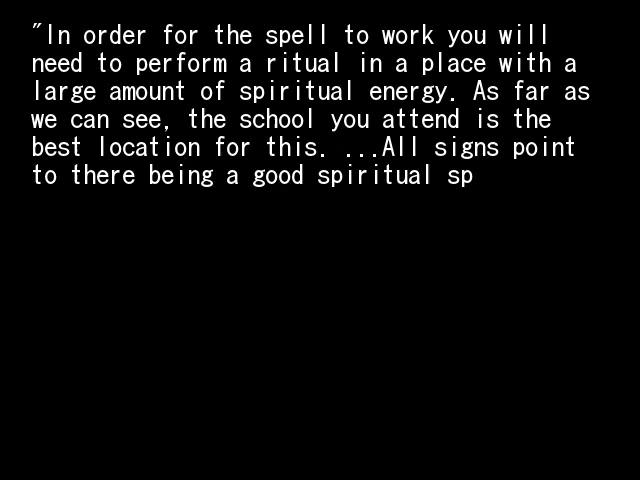 "In order for the spell to work you will
need to perform a ritual in a place with a
large amount of spiritual energy. As far as
we can see, the school you attend is the
best location for this. ...All signs point
to there being a good spiritual sp